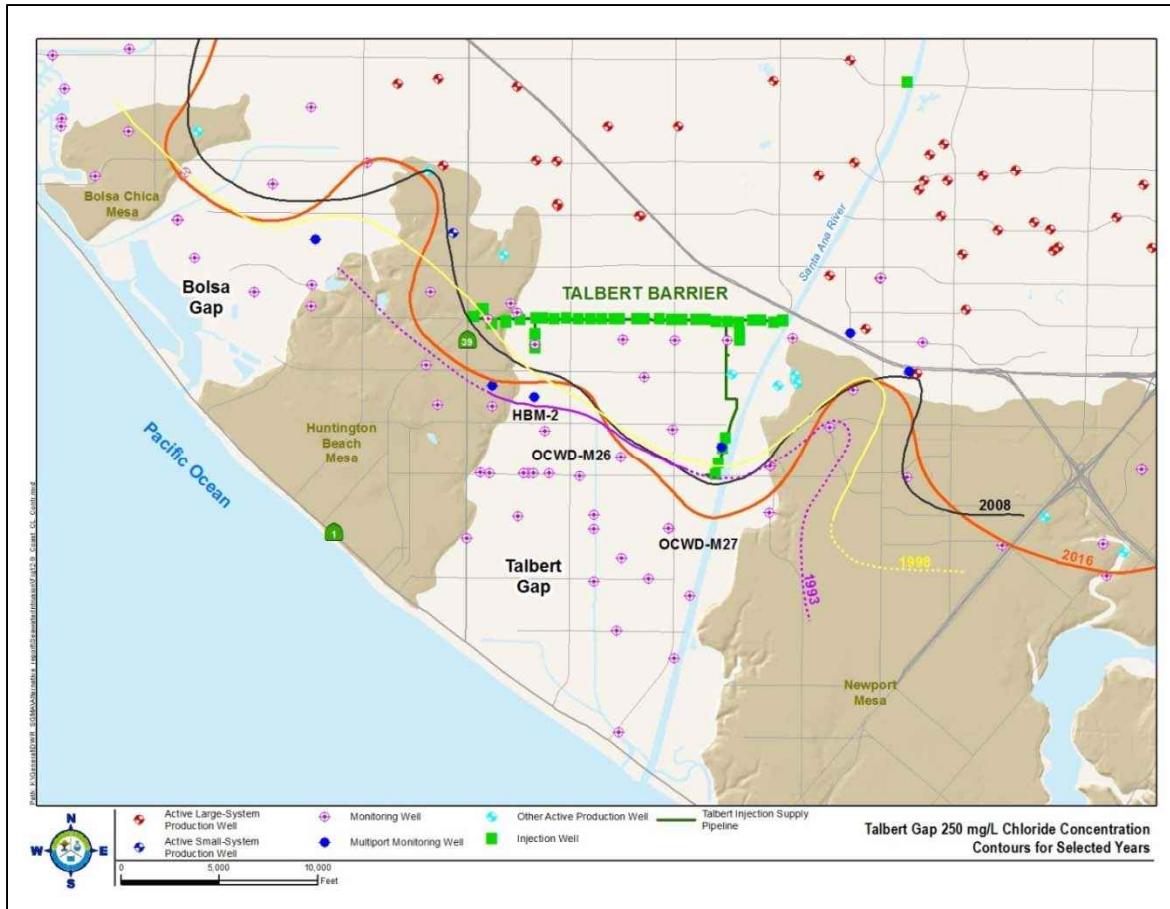 Bolsa Chica
Mesa
Bolsa
Gap
Santa Ana River
TALBERT BARRIER
39
HBM-2
Huntington
Beach
Mesa
OCWD-M26
Pacific Ocean
1
2008
OCWD-M27
2016
Talbert
Gap
1998
1993
Newport
Mesa
N
W E
S
Active Large-System
Production Well
Active Small-System
Production Well
Monitoring Well
Multiport Monitoring Well
Other Active Production Well
Injection Well
Talbert Injection Supply
Pipeline
Talbert Gap 250 mg/L Chloride Concentration
Contours for Selected Years
0 5,000 10,000
Feet